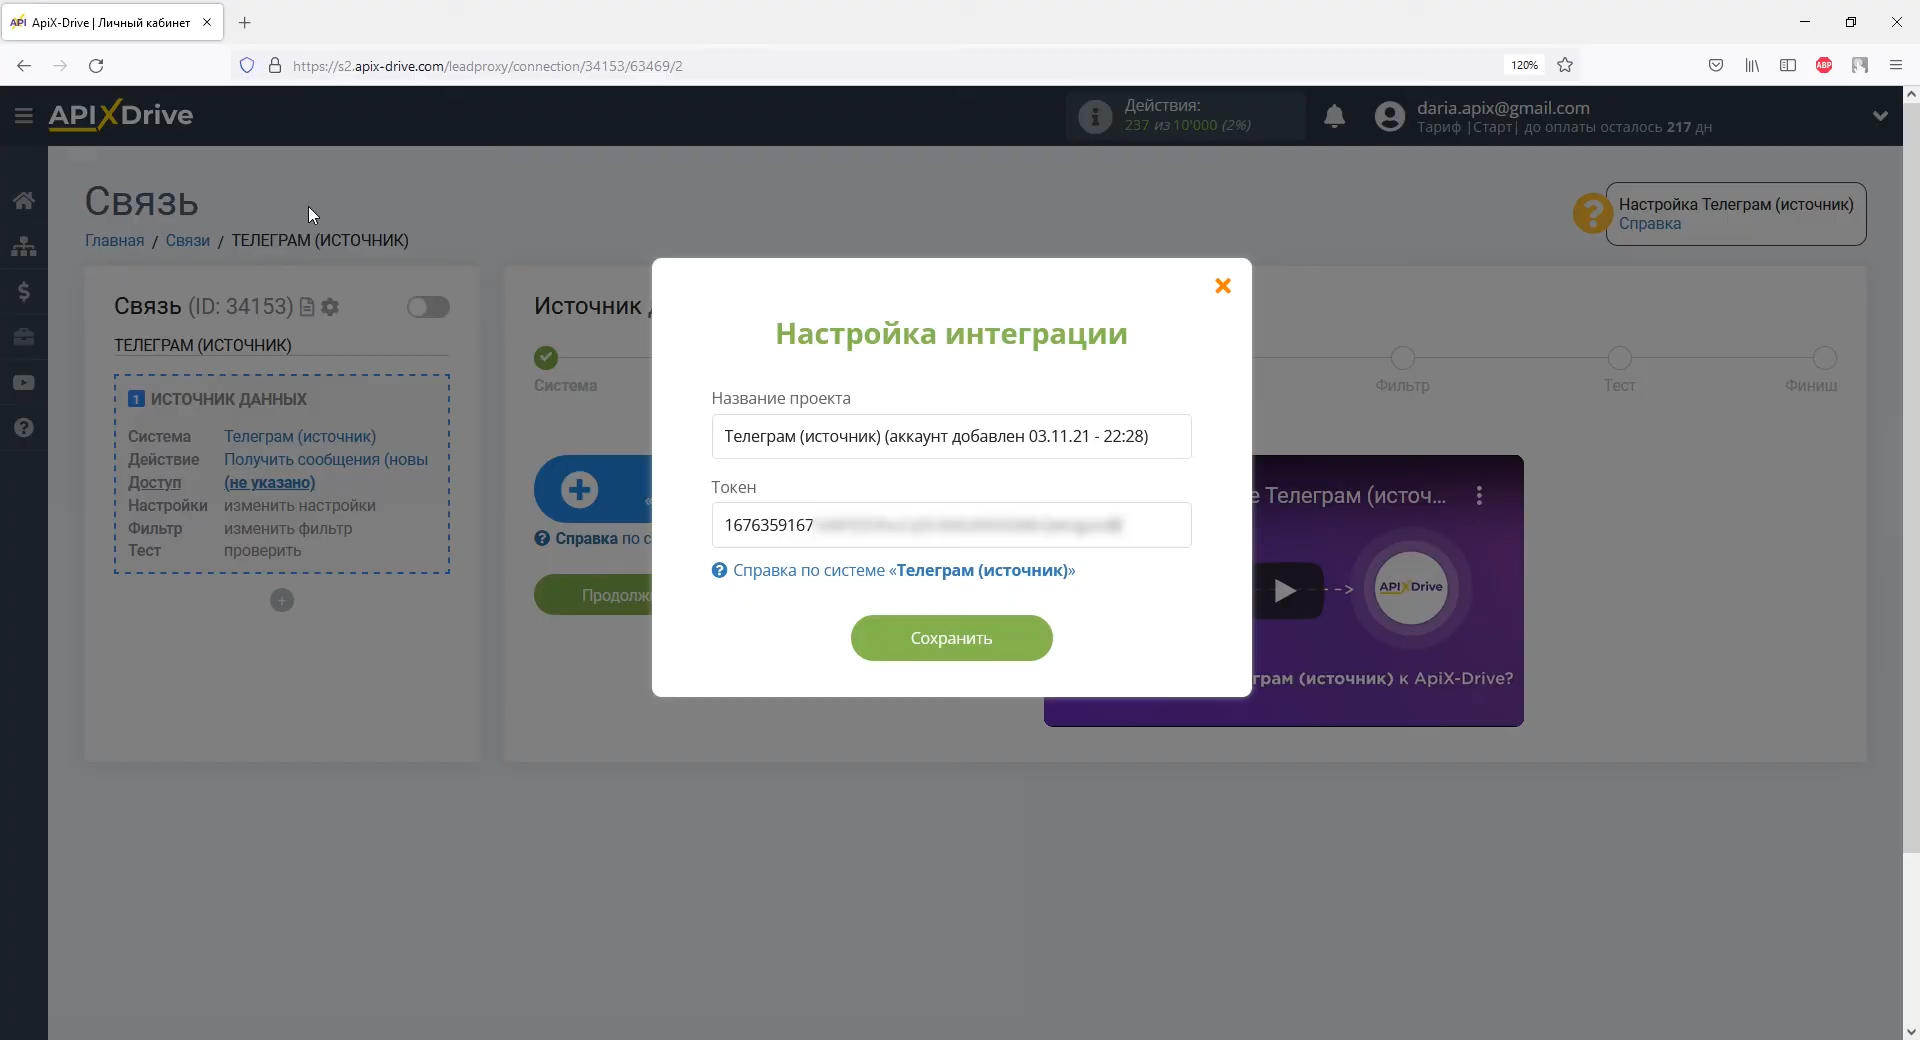 ApiX-Drive | Личный кабинет
https://s2.apix-drive.com/leadproxy/connection/34153/63469/2
120%
ABP
APIXDrive
Действия:
237 из 10'000 (2%)
daria.apix@gmail.com
Тариф |Старт| до оплаты осталось 217 дн
Связь
Главная / Связи / ТЕЛЕГРАМ (ИСТОЧНИК)
Настройка Телеграм (источник)
Справка
Связь (ID: 34153)
ТЕЛЕГРАМ (ИСТОЧНИК)
1 ИСТОЧНИК ДАННЫХ
Система Телеграм (источник)
Действие Получить сообщения (новы
Доступ (не указано)
Настройки изменить настройки
Фильтр изменить фильтр
Тест проверить
Источник
Система
Фильтр
Тест
Финиш
Справка по с
Продолж
Настройка интеграции
Название проекта
Телеграм (источник) (аккаунт добавлен 03.11.21 - 22:28)
Токен
1676359167
Справка по системе «Телеграм (источник)»
Сохранить
е Телеграм (источ...
APIXDrive
грам (источник) к ApiX-Drive?